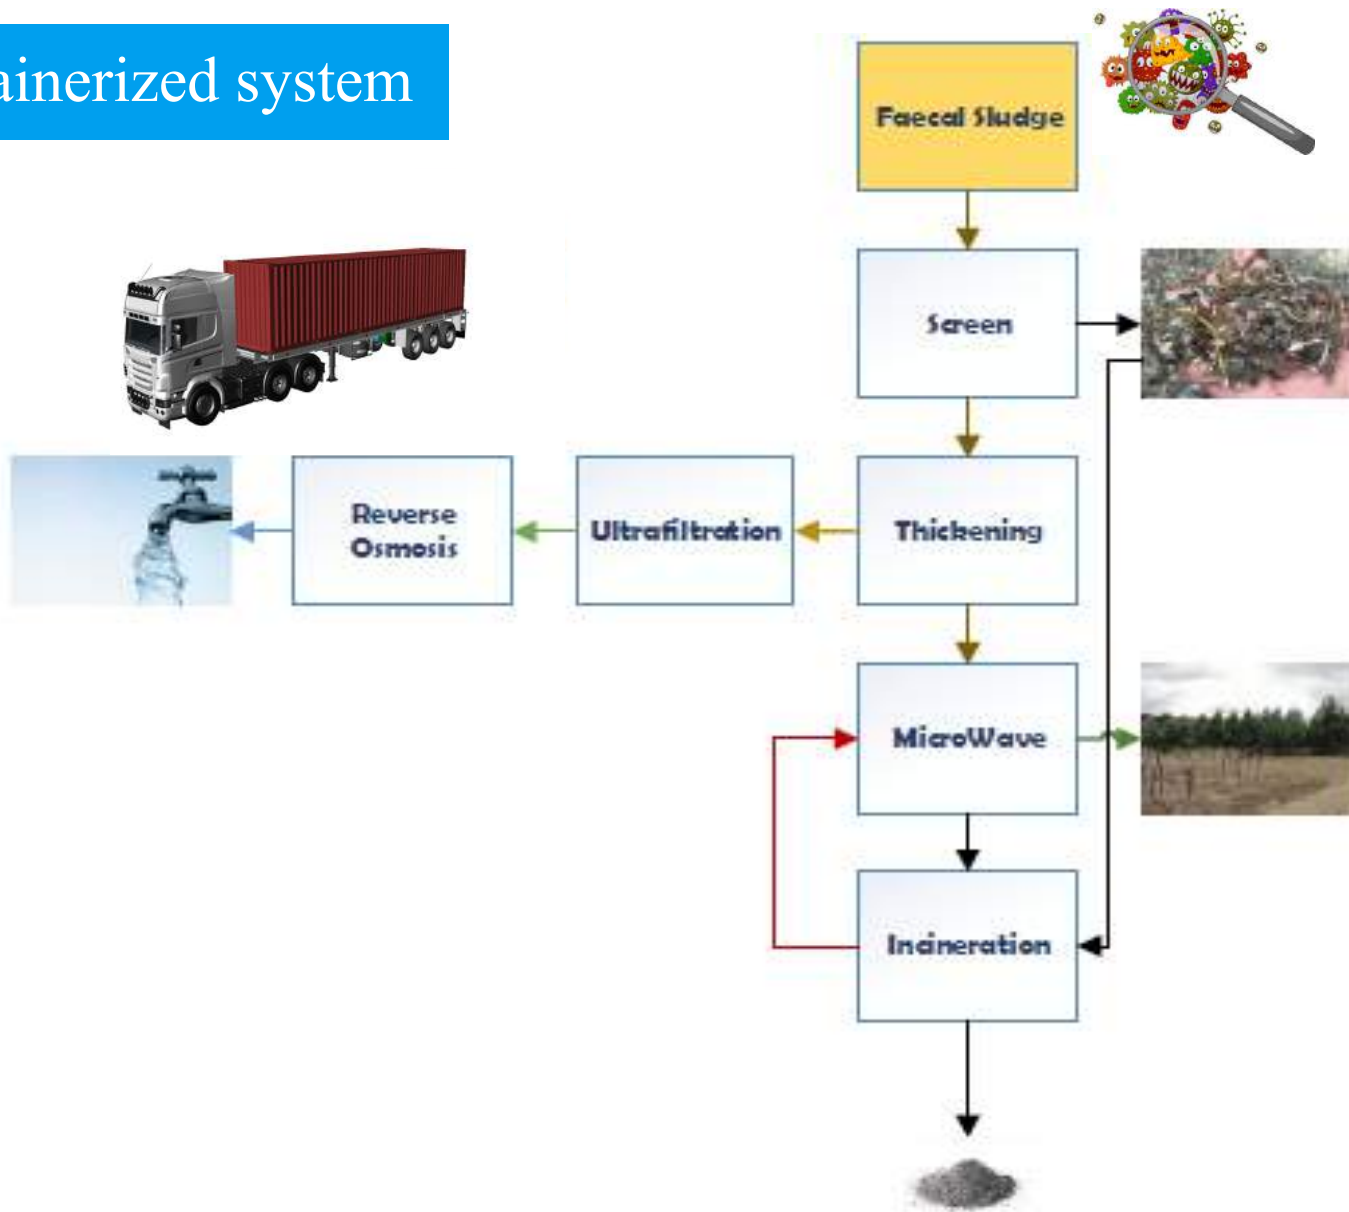 ainerized system
Faecal Sludge
Screen
Reverse
Osmosis
Ultrafiltration
Thickening
MicroWave
Incineration